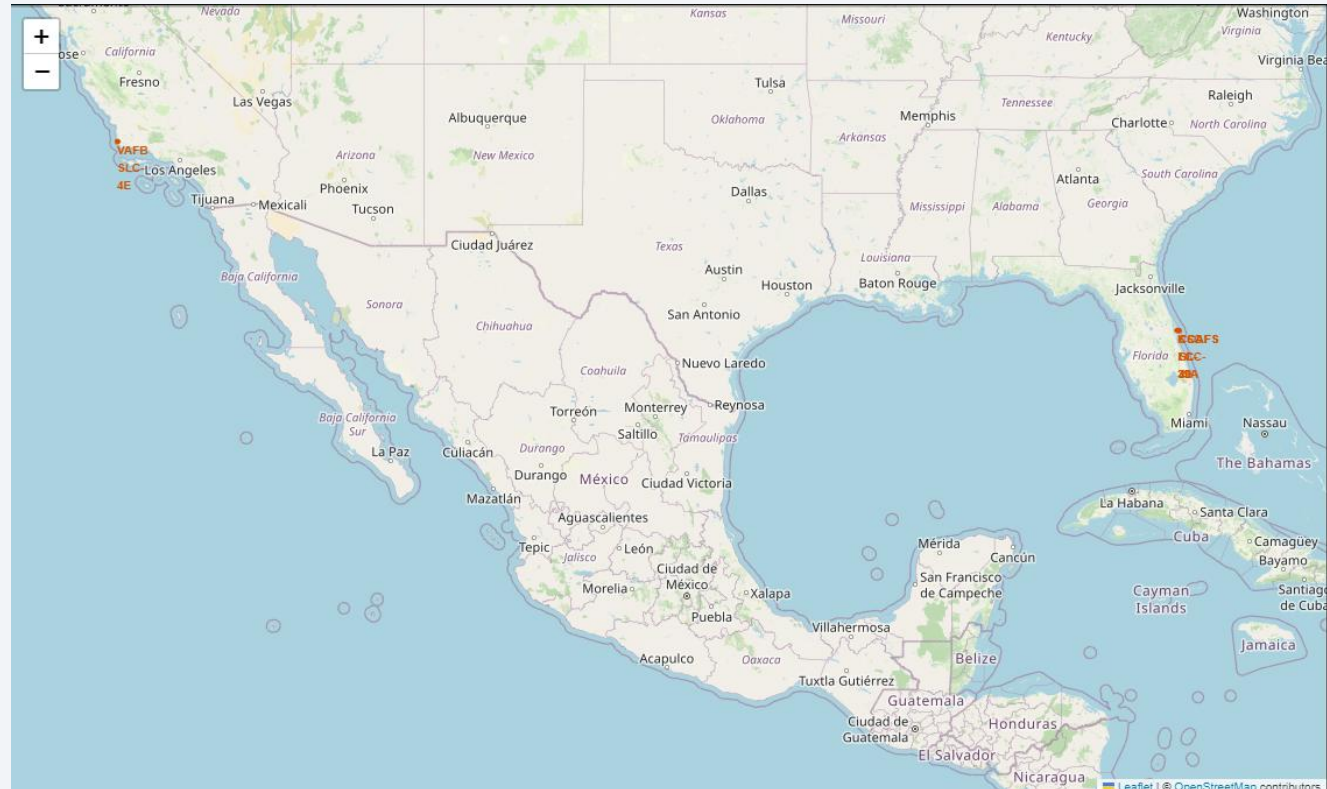 Nevada
Kansas
Missouri
Washington
+
ose
California
Kentucky
Virginia
−
Fresno
Virginia Bea
Las Vegas
Tulsa
Raleigh
Albuquerque
Oklahoma
Memphis
Tennessee
Charlotte
North Carolina
VAFB
SLC
4E
Los Angeles
Arizona
New Mexico
Arkansas
Phoenix
Atlanta
South Carolina
Tijuana
Mexicali
Tucson
Dallas
Mississippi
Alabama
Georgia
Ciudad Juárez
Texas
Louisiana
Baja California
Austin
Houston
Baton Rouge
Jacksonville
Sonora
San Antonio
Chihuahua
Florida
Coahuila
Nuevo Laredo
Torreón
Monterrey
Reynosa
Baja California
Sur
Saltillo
Tamaulipas
Miami
Nassau
La Paz
Culiacán
Durango
The Bahamas
Durango
México
Ciudad Victoria
Mazatlán
La Habana
Santa Clara
Aguascalientes
Cuba
Camagüey
Tepic
Jalisco
León
Mérida
Cancún
Bayamo
Ciudad de
México
Morelia
Xalapa
San Francisco
de Campeche
Cayman
Islands
Santiago
de Cuba
Puebla
Villahermosa
Jamaica
Acapulco
Oaxaca
Belize
Tuxtla Gutiérrez
Guatemala
Ciudad de
Guatemala
Honduras
El Salvador
Nicaragua
Leaflet | © OpenStreetMap contributors